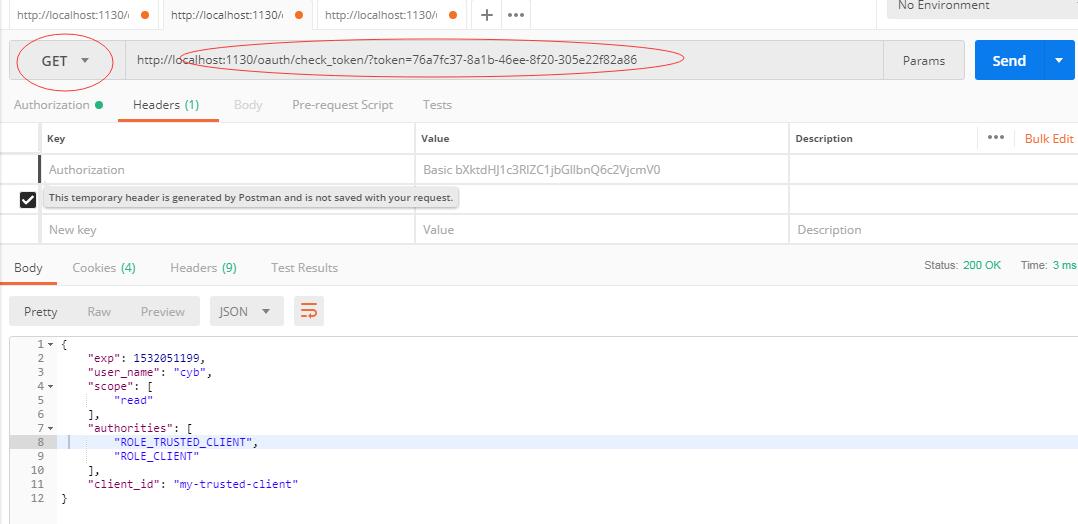 http://localhost:1130/
http://localhost:1130/
http://localhost:1130/
No Environment
GET http://localhost:1130/oauth/check_token/?token=76a7fc37-8a1b-46ee-8f20-305e22f82a86 Params Send
Authorization Headers (1) Body Pre-request Script Tests
Key Value Description Bulk Edit
Authorization Basic bXktdHJ1c3RlZC1jbGllbnQ6c2VjcmV0
This temporary header is generated by Postman and is not saved with your request.
New key Value Description
Body Cookies (4) Headers (9) Test Results Status: 200 OK Time: 3 ms
Pretty Raw Preview JSON
1 {
2 "exp": 1532051199,
3 "user_name": "cyb",
4 "scope": [
5 "read"
6 ],
7 "authorities": [
8 "ROLE_TRUSTED_CLIENT",
9 "ROLE_CLIENT"
10 ],
11 "client_id": "my-trusted-client"
12 }